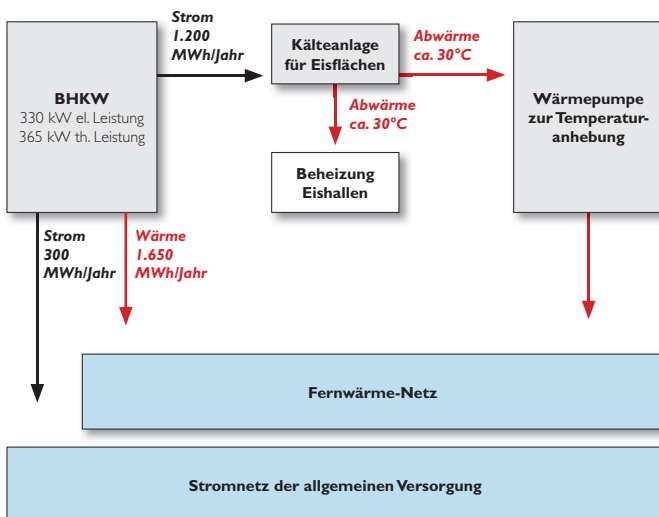 Strom
1.200
MWh/Jahr
Kälteanlage
für Eisflächen
Abwärme
ca. 30°C
BHKW
330 kW el. Leistung
365 kW th. Leistung
Abwärme
ca. 30°C
Wärmepumpe
zur Temperatur-
anhebung
Beheizung
Eishallen
Strom
300
MWh/Jahr
Wärme
1.650
MWh/Jahr
Fernwärme-Netz
Stromnetz der allgemeinen Versorgung